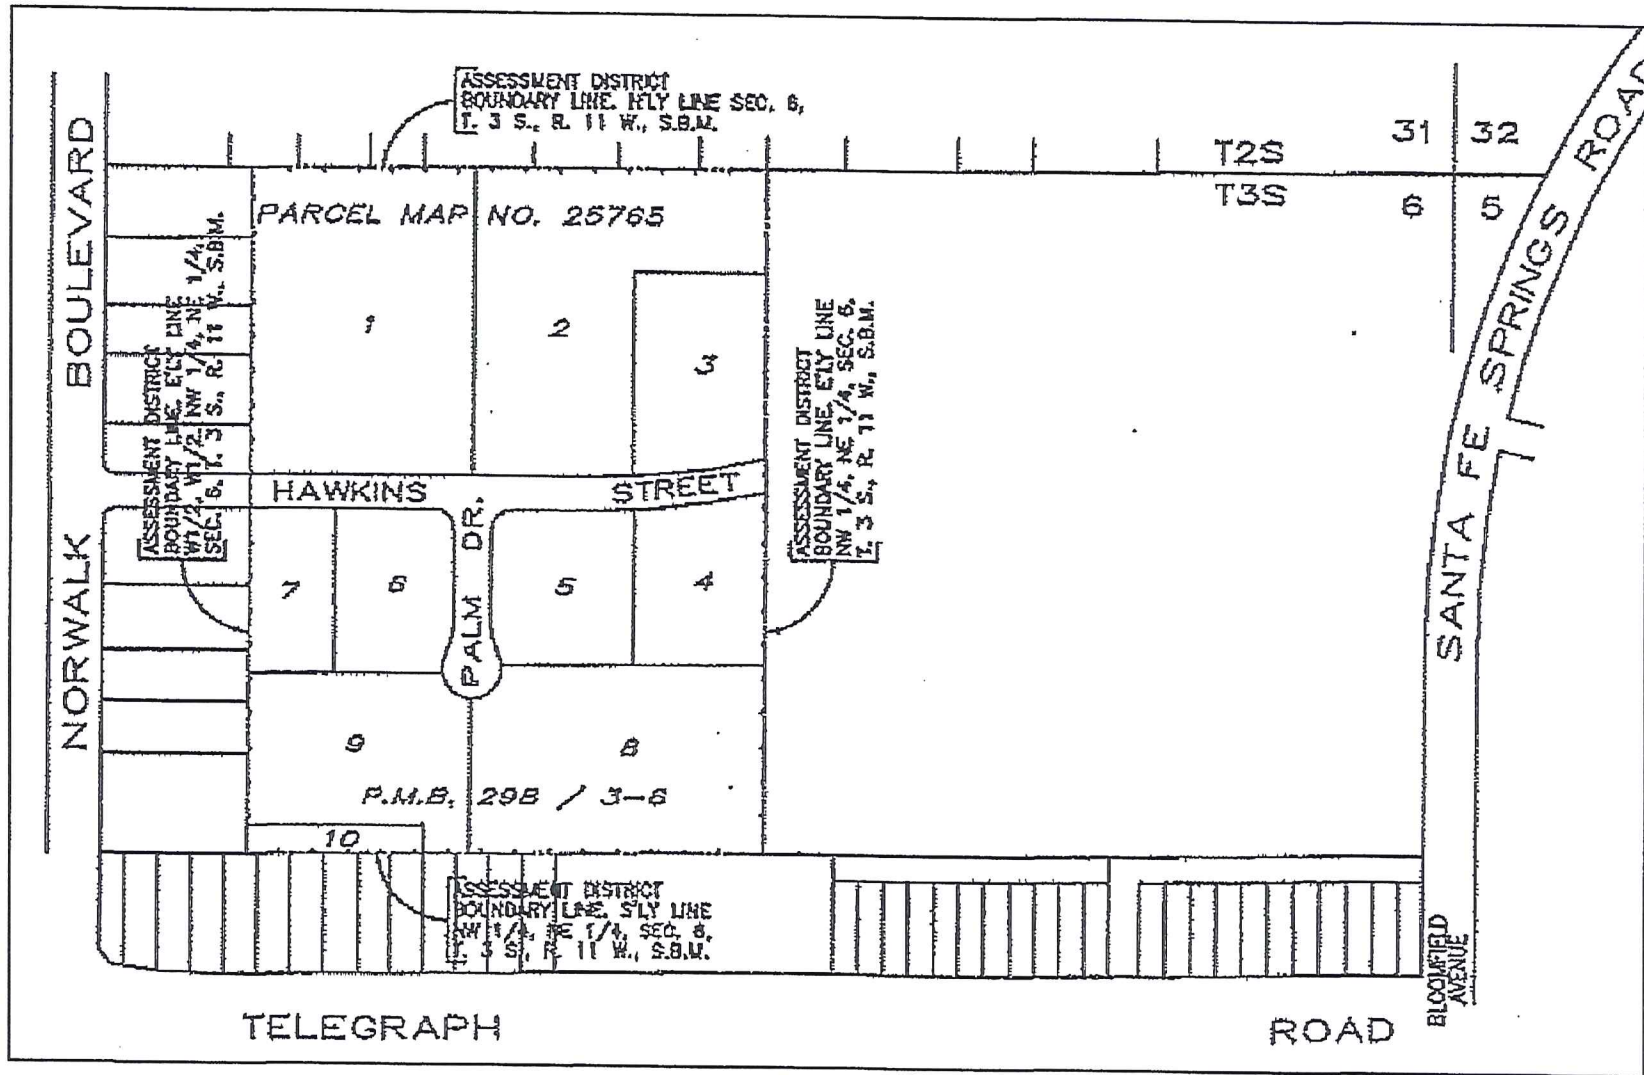 ASSESSMENT DISTRICT
BOUNDARY LINE. N'LY LINE SEC. 6,
T. 3 S., R. 11 W., S.B.M.
31
32
T2S
T3S
6
5
PARCEL MAP NO. 25765
1
2
3
NORWALK BOULEVARD
ASSESSMENT DISTRICT
BOUNDARY LINE. E'LY LINE
W1/2, W1/2, NW 1/4, NE 1/4,
SEC. 6, T. 3 S., R. 11 W., S.B.M.
ASSESSMENT DISTRICT
BOUNDARY LINE. E'LY LINE
NW 1/4, NE 1/4, SEC. 6,
T. 3 S., R. 11 W., S.B.M.
SANTA FE SPRINGS ROAD
HAWKINS STREET
PALM DR.
7
6
5
4
9
8
P.M.B. 298 / 3-6
10
ASSESSMENT DISTRICT
BOUNDARY LINE. S'LY LINE
NW 1/4, NE 1/4, SEC. 6,
T. 3 S., R. 11 W., S.B.M.
BLOOMFIELD
AVENUE
TELEGRAPH ROAD